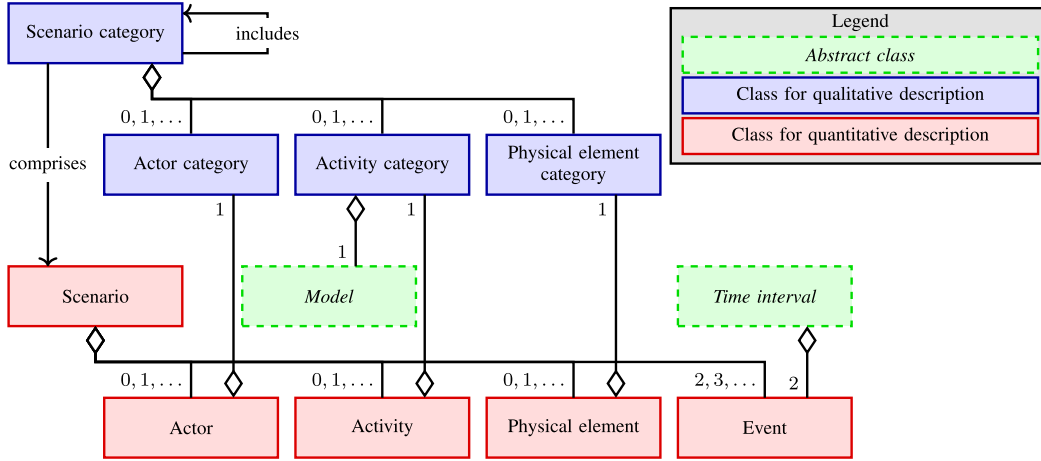 Scenario category
includes
Legend
Abstract class
Class for qualitative description
Class for quantitative description
0, 1, . . .
0, 1, . . .
0, 1, . . .
comprises
Actor category
Activity category
Physical element
category
1
1
1
1
Scenario
Model
Time interval
0, 1, . . .
0, 1, . . .
0, 1, . . .
2, 3, . . .
2
Actor
Activity
Physical element
Event